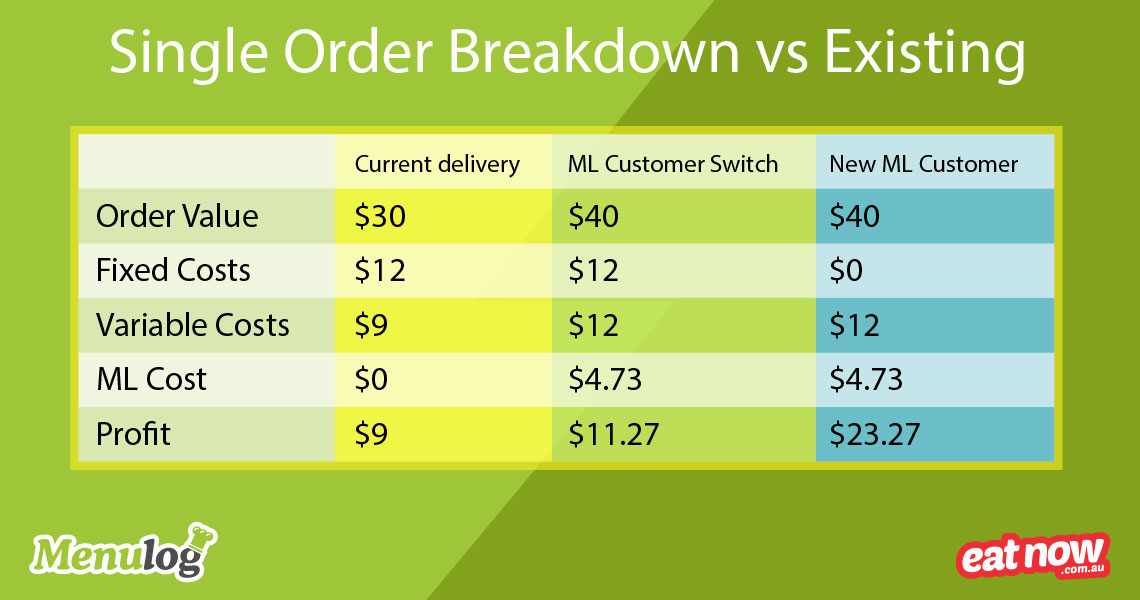 Single Order Breakdown vs Existing
Current delivery ML Customer Switch New ML Customer
Order Value $30 $40 $40
Fixed Costs $12 $12 $0
Variable Costs $9 $12 $12
ML Cost $0 $4.73 $4.73
Profit $9 $11.27 $23.27
Menulog
eat now
.com.au